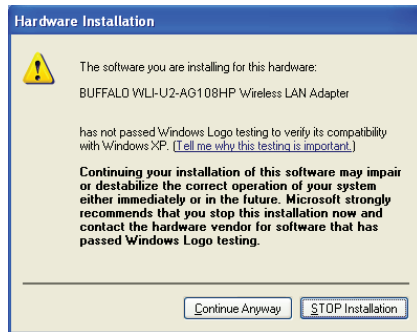 Hardware Installation
The software you are installing for this hardware:
BUFFALO WLI-U2-AG108HP Wireless LAN Adapter
has not passed Windows Logo testing to verify its compatibility
with Windows XP. (Tell me why this testing is important.)
Continuing your installation of this software may impair
or destabilize the correct operation of your system
either immediately or in the future. Microsoft strongly
recommends that you stop this installation now and
contact the hardware vendor for software that has
passed Windows Logo testing.
Continue Anyway STOP Installation